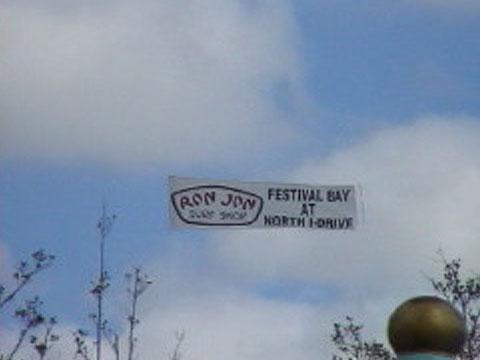 RON JON
SURF SHOP
FESTIVAL BAY
AT
NORTH I-DRIVE